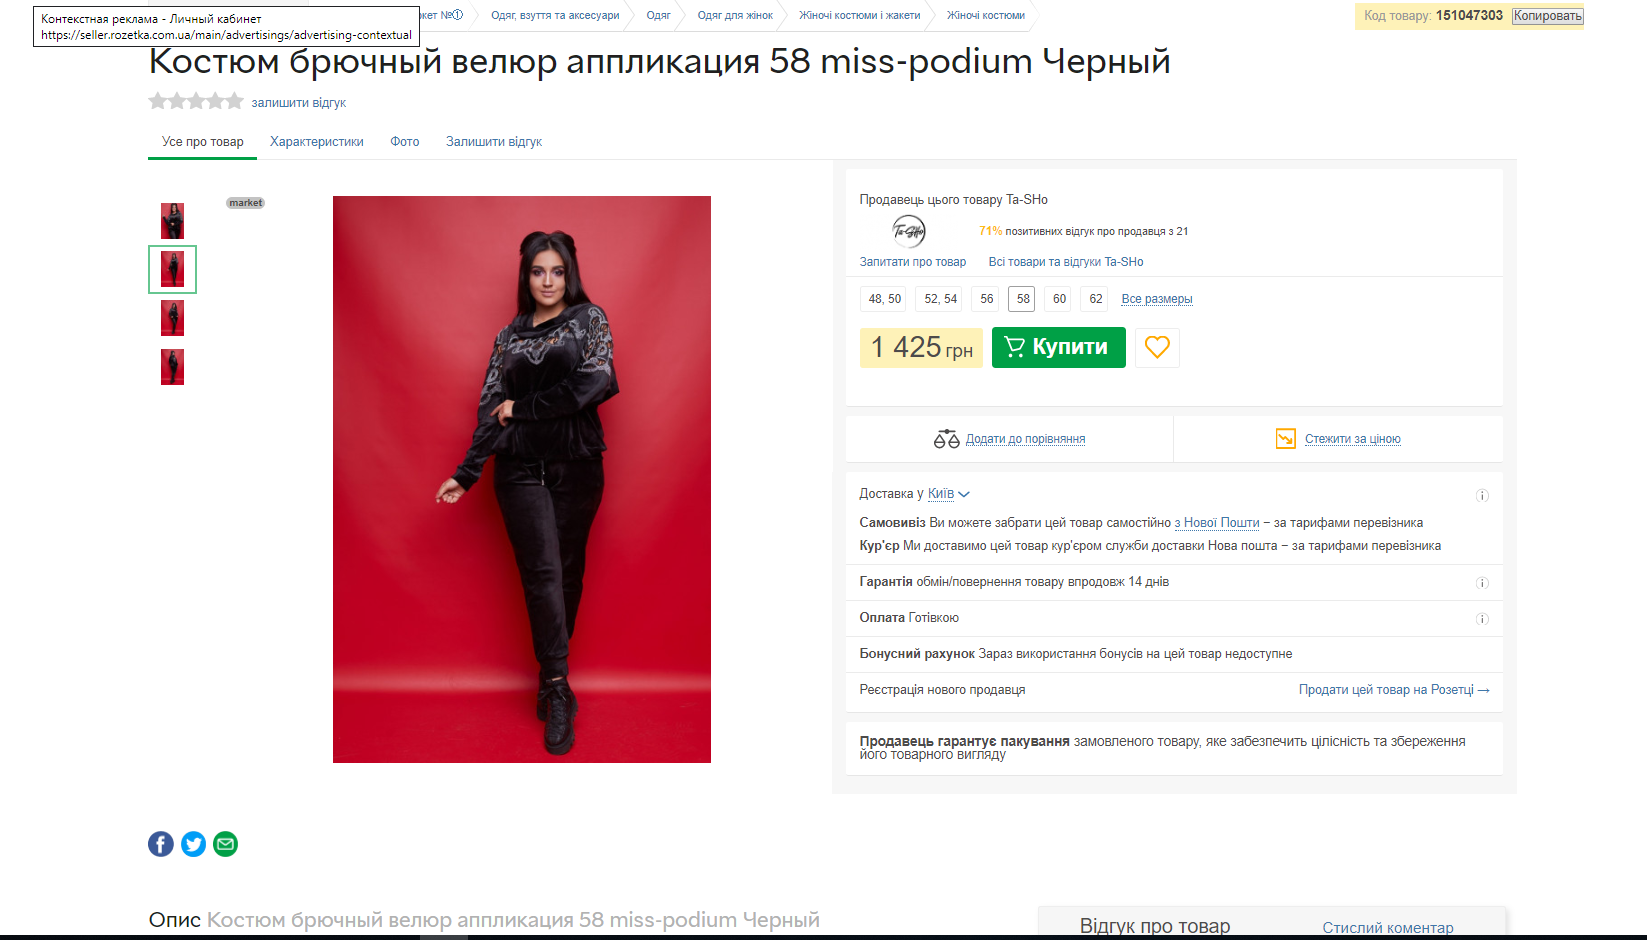 Контекстная реклама - Личный кабинет
https://seller.rozetka.com.ua/main/advertisings/advertising-contextual
Одяг, взуття та аксесуари
Одяг
Одяг для жінок
Жіночі костюми і жакети
Жіночі костюми
Код товару: 151047303
Копировать
Костюм брючный велюр аппликация 58 miss-podium Черный
залишити відгук
Усе про товар
Характеристики
Фото
Залишити відгук
market
Продавець цього товару Ta-SHo
Ta-SHo
71% позитивних відгук про продавця з 21
Запитати про товар
Всі товари та відгуки Ta-SHo
48, 50
52, 54
56
58
60
62
Все размеры
1 425 грн
Купити
Додати до порівняння
Стежити за ціною
Доставка у Київ
Самовивіз Ви можете забрати цей товар самостійно з Нової Пошти – за тарифами перевізника
Кур'єр Ми доставимо цей товар кур'єром служби доставки Нова пошта – за тарифами перевізника
Гарантія обмін/повернення товару впродовж 14 днів
Оплата Готівкою
Бонусний рахунок Зараз використання бонусів на цей товар недоступне
Реєстрація нового продавця
Продати цей товар на Розетці →
Продавець гарантує пакування замовленого товару, яке забезпечить цілісність та збереження
його товарного вигляду
Опис Костюм брючный велюр аппликация 58 miss-podium Черный
Відгук про товар
Стислий коментар